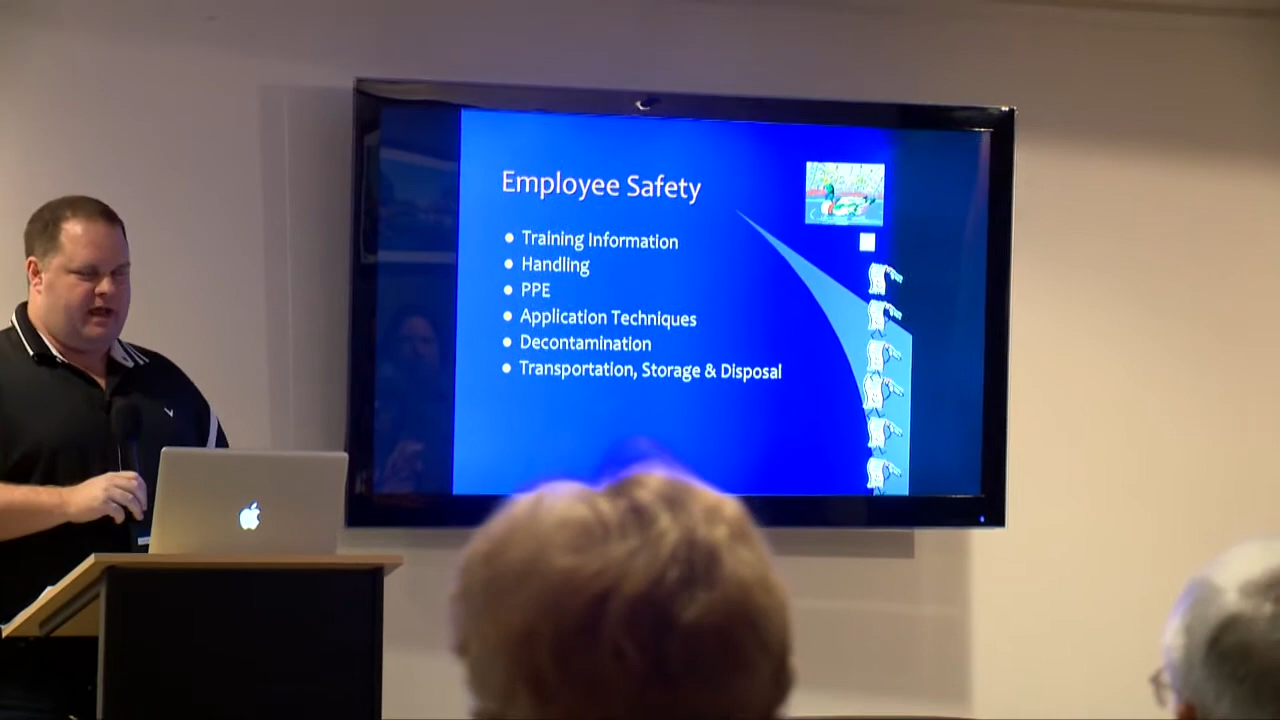 Employee Safety
● Training Information
● Handling
● PPE
● Application Techniques
● Decontamination
● Transportation, Storage & Disposal